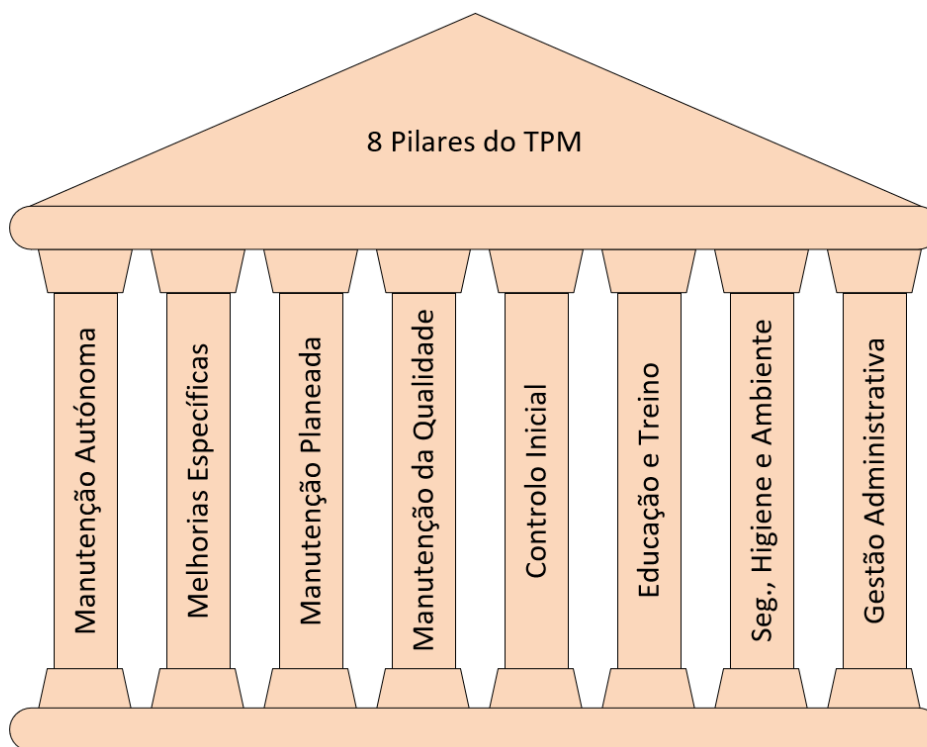 8 Pilares do TPM
Manutenção Autónoma
Melhorias Específicas
Manutenção Planeada
Manutenção da Qualidade
Controlo Inicial
Educação e Treino
Seg., Higiene e Ambiente
Gestão Administrativa